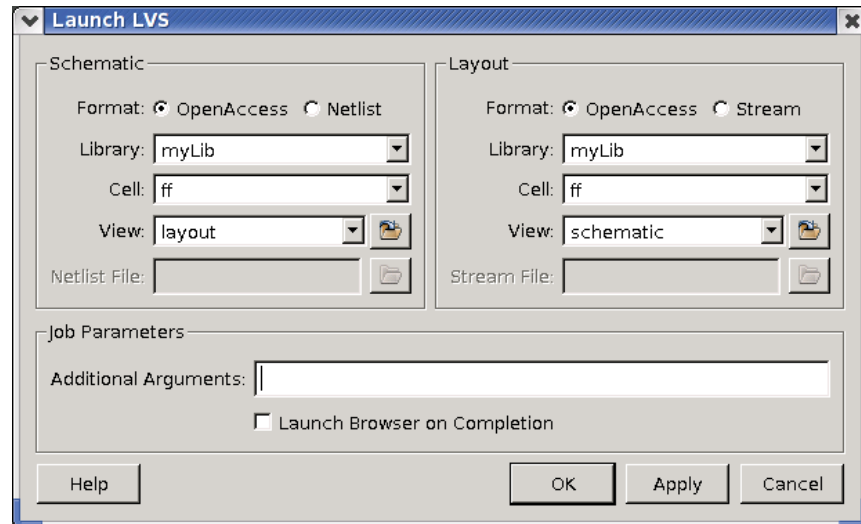 Launch LVS
Schematic
Format: OpenAccess Netlist
Library: myLib
Cell: ff
View: layout
Netlist File:
Layout
Format: OpenAccess Stream
Library: myLib
Cell: ff
View: schematic
Stream File:
Job Parameters
Additional Arguments:
Launch Browser on Completion
Help OK Apply Cancel